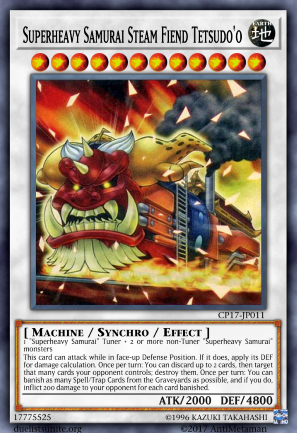 Superheavy Samurai Steam Fiend Tetsudo'o
EARTH
地
CP17-JP011
[ Machine / Synchro / Effect ]
1 "Superheavy Samurai" Tuner + 2 or more non-Tuner "Superheavy Samurai"
monsters
This card can attack while in face-up Defense Position. If it does, apply its DEF
for damage calculation. Once per turn: You can discard up to 2 cards, then target
that many cards your opponent controls; destroy them. Once per turn: You can
banish as many Spell/Trap Cards from the Graveyards as possible, and if you do,
inflict 200 damage to your opponent for each card banished.
ATK/2000 DEF/4800
17775525
©1996 KAZUKI TAKAHASHI